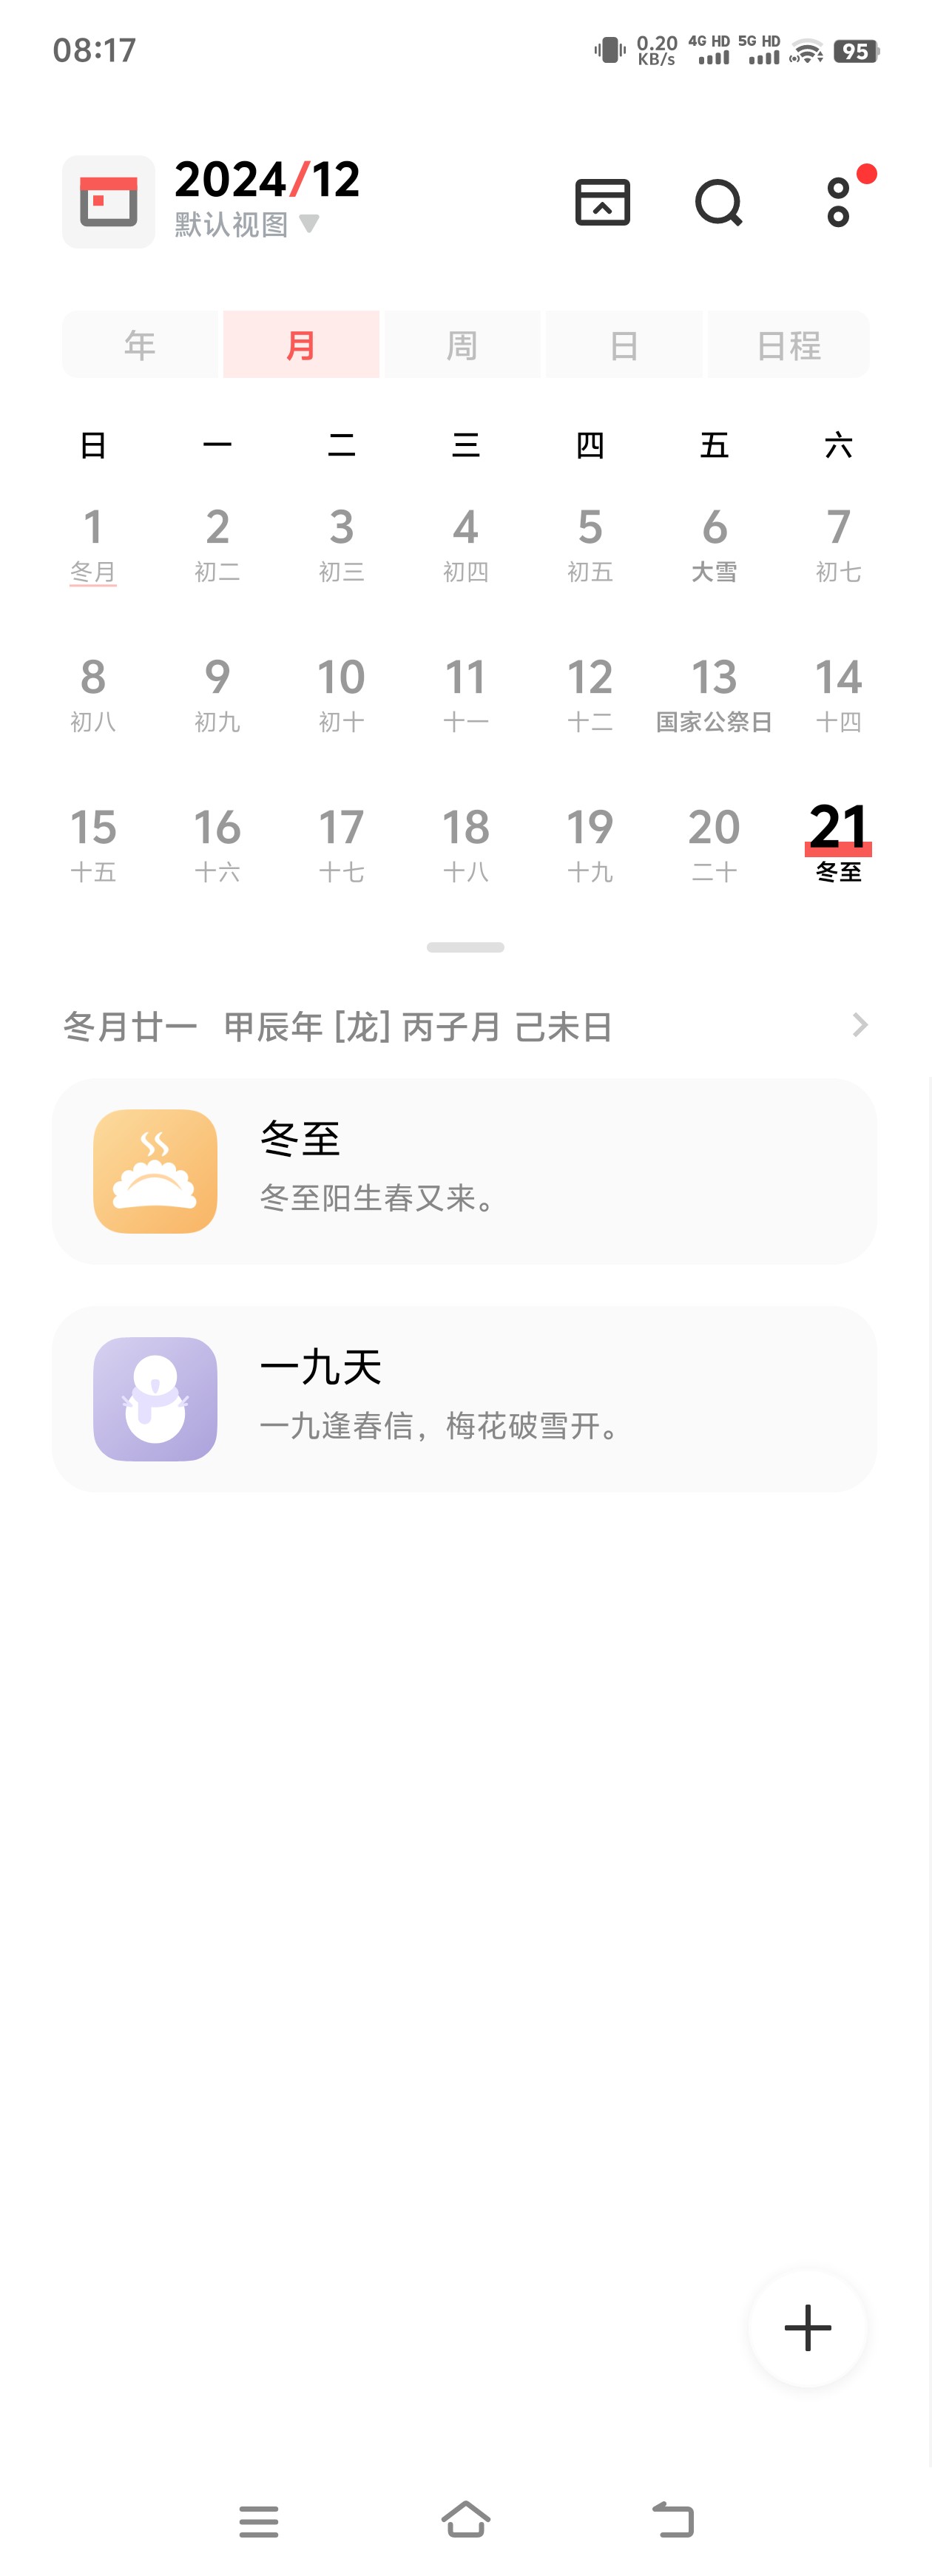 08:17 0.20 KB/s 4G HD 5G HD 95
2024/12
默认视图
年 月 周 日 日程
日 一 二 三 四 五 六
1 2 3 4 5 6 7
冬月 初二 初三 初四 初五 大雪 初七
8 9 10 11 12 13 14
初八 初九 初十 十一 十二 国家公祭日 十四
15 16 17 18 19 20 21
十五 十六 十七 十八 十九 二十 冬至
冬月廿一 甲辰年 [龙] 丙子月 己未日
冬至
冬至阳生春又来。
一九天
一九逢春信，梅花破雪开。